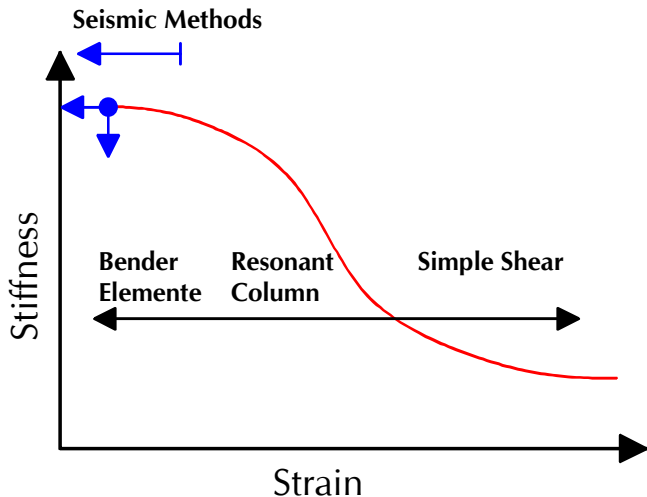 Seismic Methods
Stiffness
Bender
Elemente
Resonant
Column
Simple Shear
Strain